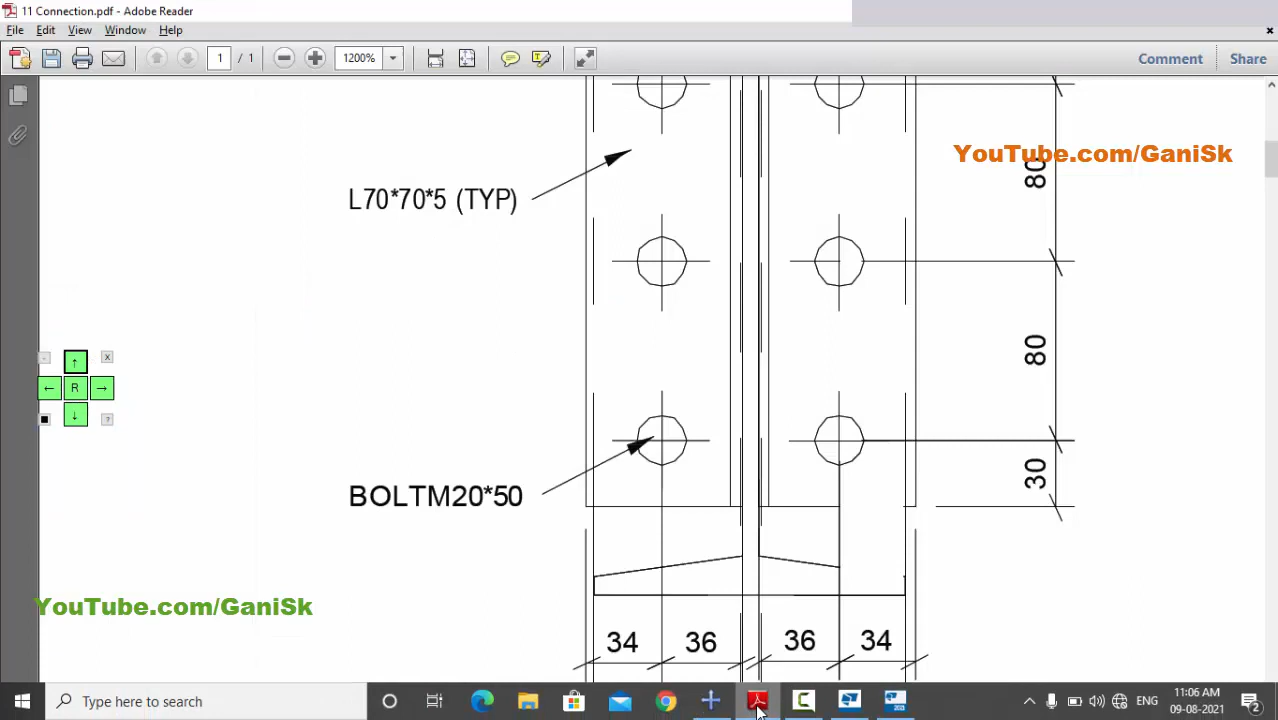 11 Connection.pdf - Adobe Reader
File Edit View Window Help
1 / 1 1200% Comment Share
YouTube.com/GaniSk
80
L70*70*5 (TYP)
80
R
X
?
BOLTM20*50
30
YouTube.com/GaniSk
34 36 36 34
Type here to search
ENG
11:06 AM
09-08-2021
2
2023